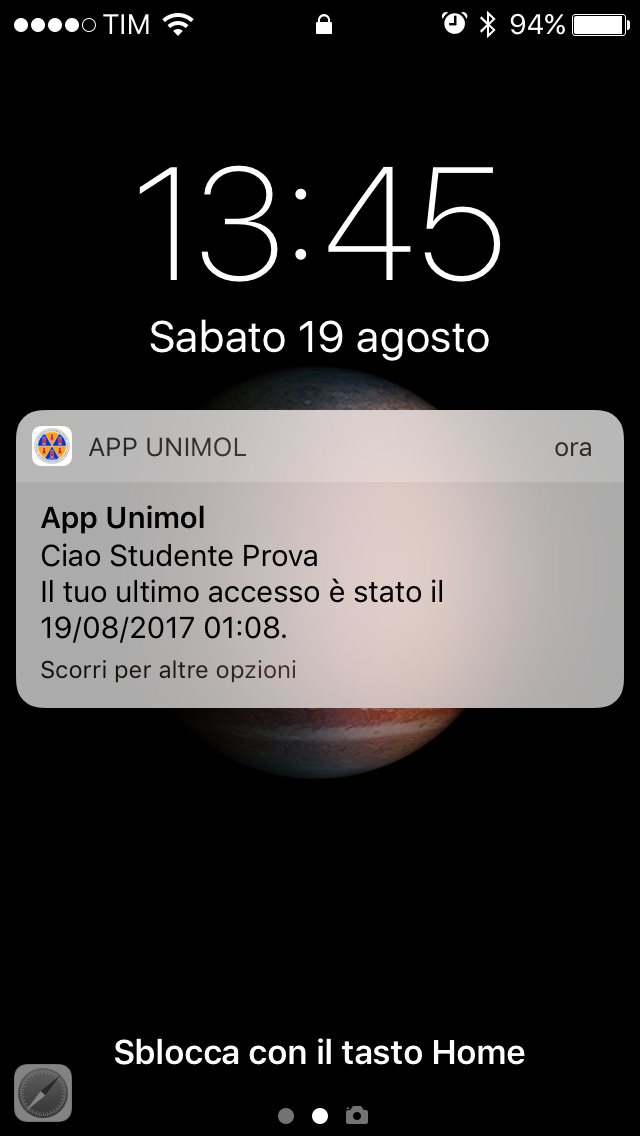 TIM 94%
13:45
Sabato 19 agosto
APP UNIMOL ora
App Unimol
Ciao Studente Prova
Il tuo ultimo accesso è stato il
19/08/2017 01:08.
Scorri per altre opzioni
Sblocca con il tasto Home